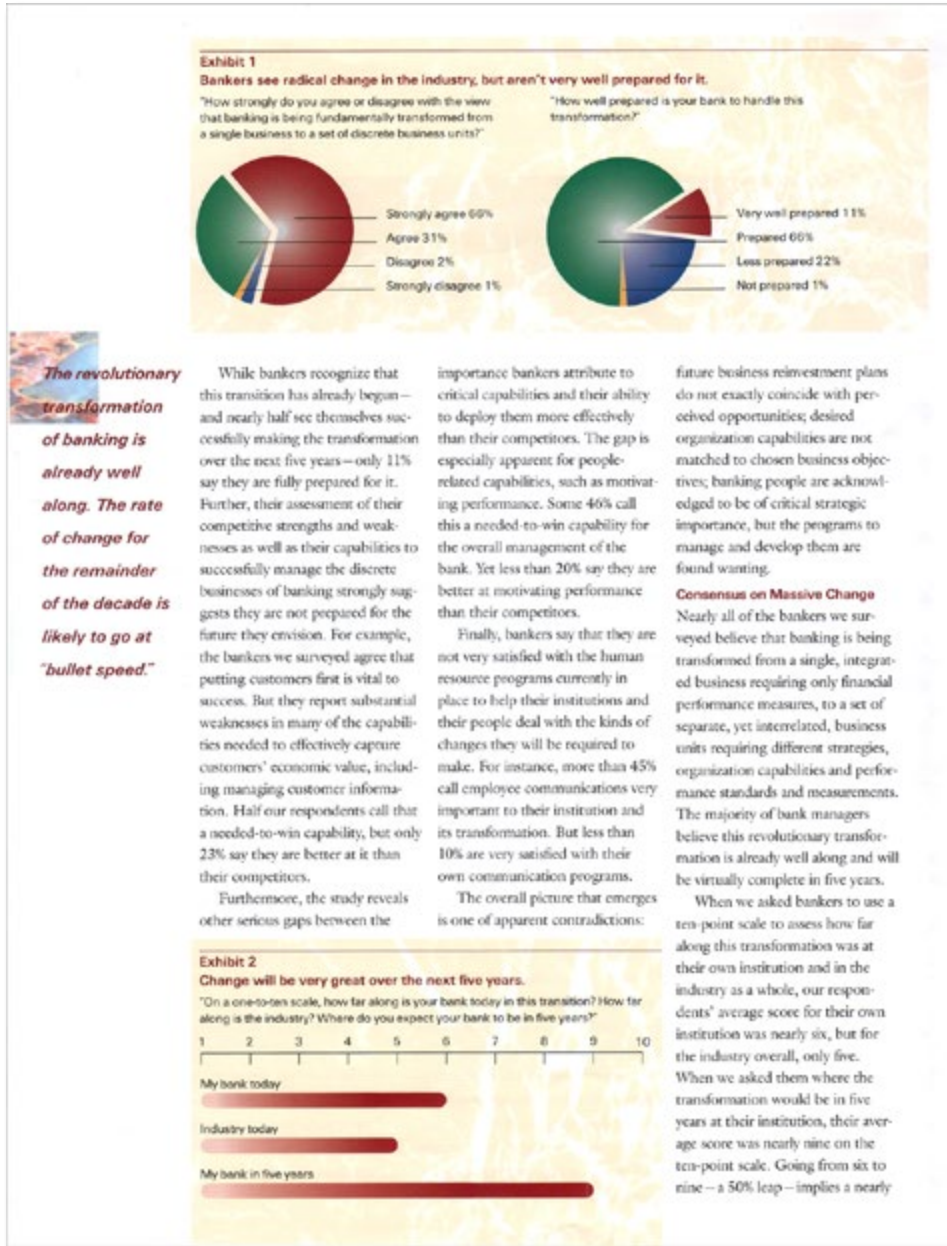 Exhibit 1
Bankers see radical change in the industry, but aren't very well prepared for it.
"How strongly do you agree or disagree with the view
that banking is being fundamentally transformed from
a single business to a set of discrete business units?"
"How well prepared is your bank to handle this
transformation?"
Strongly agree 66%
Agree 31%
Disagree 2%
Strongly disagree 1%
Very well prepared 11%
Prepared 66%
Less prepared 22%
Not prepared 1%
The revolutionary
transformation
of banking is
already well
along. The rate
of change for
the remainder
of the decade is
likely to go at
"bullet speed."
While bankers recognize that
this transition has already begun—
and nearly half see themselves suc-
cessfully making the transformation
over the next five years—only 11%
say they are fully prepared for it.
Further, their assessment of their
competitive strengths and weak-
nesses as well as their capabilities to
successfully manage the discrete
businesses of banking strongly sug-
gests they are not prepared for the
future they envision. For example,
the bankers we surveyed agree that
putting customers first is vital to
success. But they report substantial
weaknesses in many of the capabili-
ties needed to effectively capture
customers' economic value, includ-
ing managing customer informa-
tion. Half our respondents call that
a needed-to-win capability, but only
23% say they are better at it than
their competitors.
Furthermore, the study reveals
other serious gaps between the
importance bankers attribute to
critical capabilities and their ability
to deploy them more effectively
than their competitors. The gap is
especially apparent for people-
related capabilities, such as motivat-
ing performance. Some 46% call
this a needed-to-win capability for
the overall management of the
bank. Yet less than 20% say they are
better at motivating performance
than their competitors.
Finally, bankers say that they are
not very satisfied with the human
resource programs currently in
place to help their institutions and
their people deal with the kinds of
changes they will be required to
make. For instance, more than 45%
call employee communications very
important to their institution and
its transformation. But less than
10% are very satisfied with their
own communication programs.
The overall picture that emerges
is one of apparent contradictions:
future business reinvestment plans
do not exactly coincide with per-
ceived opportunities; desired
organization capabilities are not
matched to chosen business objec-
tives; banking people are acknowl-
edged to be of critical strategic
importance, but the programs to
manage and develop them are
found wanting.
Consensus on Massive Change
Nearly all of the bankers we sur-
veyed believe that banking is being
transformed from a single, integrat-
ed business requiring only financial
performance measures, to a set of
separate, yet interrelated, business
units requiring different strategies,
organization capabilities and perfor-
mance standards and measurements.
The majority of bank managers
believe this revolutionary transfor-
mation is already well along and will
be virtually complete in five years.
When we asked bankers to use a
ten-point scale to assess how far
along this transformation was at
their own institution and in the
industry as a whole, our respon-
dents' average score for their own
institution was nearly six, but for
the industry overall, only five.
When we asked them where the
transformation would be in five
years at their institution, their aver-
age score was nearly nine on the
ten-point scale. Going from six to
nine—a 50% leap—implies a nearly
Exhibit 2
Change will be very great over the next five years.
"On a one-to-ten scale, how far along is your bank today in this transition? How far
along is the industry? Where do you expect your bank to be in five years?"
1 2 3 4 5 6 7 8 9 10
My bank today
Industry today
My bank in five years